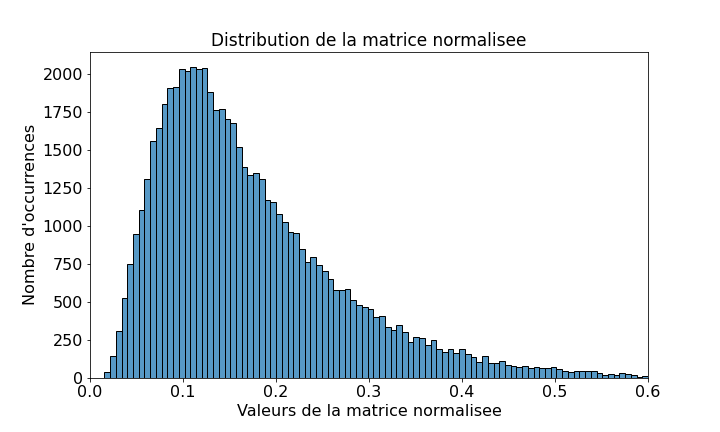 Distribution de la matrice normalisee
2000
1750
1500
1250
1000
750
500
250
0
Nombre d'occurrences
0.0 0.1 0.2 0.3 0.4 0.5 0.6
Valeurs de la matrice normalisee